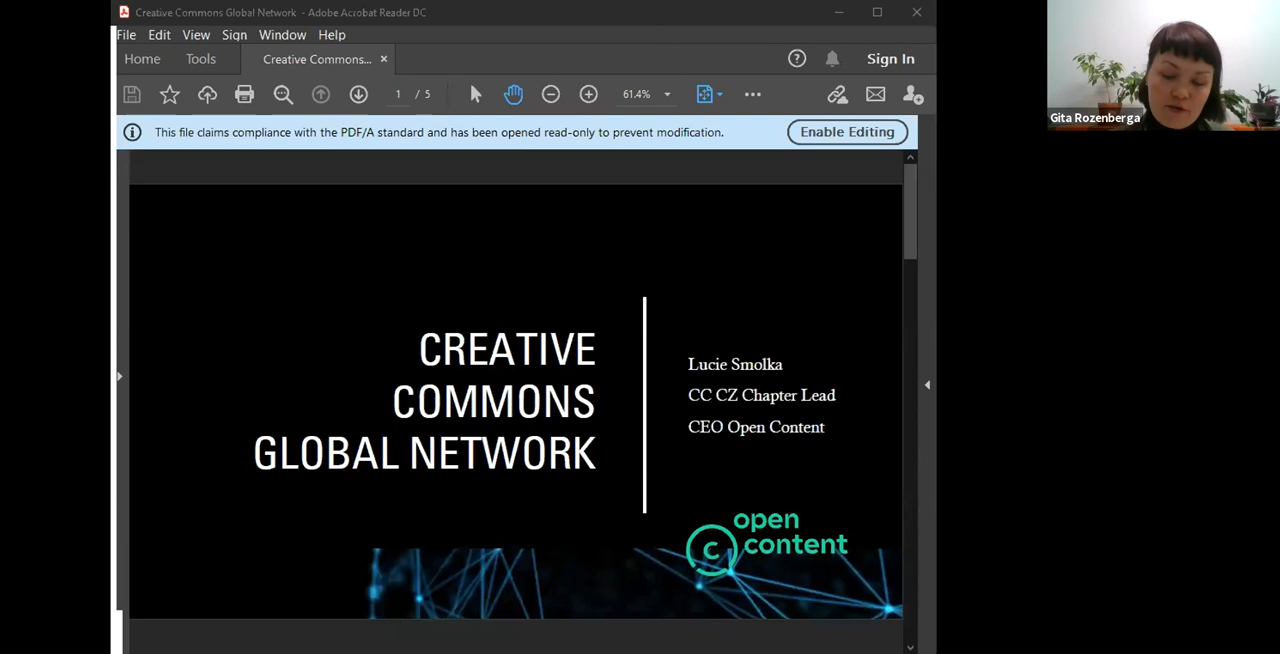 Creative Commons Global Network - Adobe Acrobat Reader DC
File Edit View Sign Window Help
Home Tools Creative Commons... × Sign In
1 / 5 61.4%
This file claims compliance with the PDF/A standard and has been opened read-only to prevent modification. Enable Editing
Gita Rozenberga
CREATIVE
COMMONS
GLOBAL NETWORK
Lucie Smolka
CC CZ Chapter Lead
CEO Open Content
open
c content